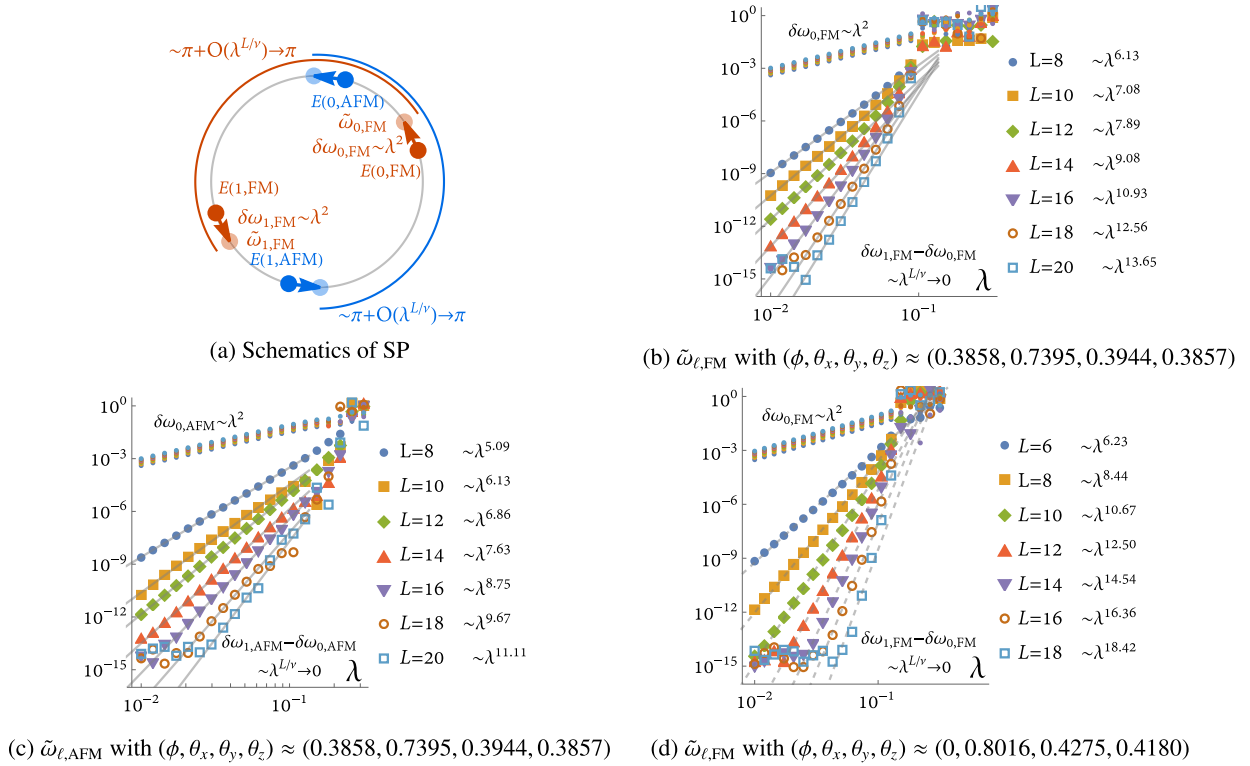 ~π+O(λ^{L/ν})→π
E(0,AFM)
ω̃_{0,FM}
δω_{0,FM}~λ^2
E(0,FM)
E(1,FM)
δω_{1,FM}~λ^2
ω̃_{1,FM}
E(1,AFM)
~π+O(λ^{L/ν})→π
(a) Schematics of SP
10^0
10^{-3}
10^{-6}
10^{-9}
10^{-12}
10^{-15}
10^{-2}
10^{-1}
δω_{0,FM}~λ^2
δω_{1,FM}−δω_{0,FM}
~λ^{L/ν}→0
λ
L=8 ~λ^{6.13}
L=10 ~λ^{7.08}
L=12 ~λ^{7.89}
L=14 ~λ^{9.08}
L=16 ~λ^{10.93}
L=18 ~λ^{12.56}
L=20 ~λ^{13.65}
(b) ω̃_{ℓ,FM} with (ϕ, θ_x, θ_y, θ_z) ≈ (0.3858, 0.7395, 0.3944, 0.3857)
10^0
10^{-3}
10^{-6}
10^{-9}
10^{-12}
10^{-15}
10^{-2}
10^{-1}
δω_{0,AFM}~λ^2
δω_{1,AFM}−δω_{0,AFM}
~λ^{L/ν}→0
λ
L=8 ~λ^{5.09}
L=10 ~λ^{6.13}
L=12 ~λ^{6.86}
L=14 ~λ^{7.63}
L=16 ~λ^{8.75}
L=18 ~λ^{9.67}
L=20 ~λ^{11.11}
(c) ω̃_{ℓ,AFM} with (ϕ, θ_x, θ_y, θ_z) ≈ (0.3858, 0.7395, 0.3944, 0.3857)
10^0
10^{-3}
10^{-6}
10^{-9}
10^{-12}
10^{-15}
10^{-2}
10^{-1}
δω_{0,FM}~λ^2
δω_{1,FM}−δω_{0,FM}
~λ^{L/ν}→0
λ
L=6 ~λ^{6.23}
L=8 ~λ^{8.44}
L=10 ~λ^{10.67}
L=12 ~λ^{12.50}
L=14 ~λ^{14.54}
L=16 ~λ^{16.36}
L=18 ~λ^{18.42}
(d) ω̃_{ℓ,FM} with (ϕ, θ_x, θ_y, θ_z) ≈ (0, 0.8016, 0.4275, 0.4180)